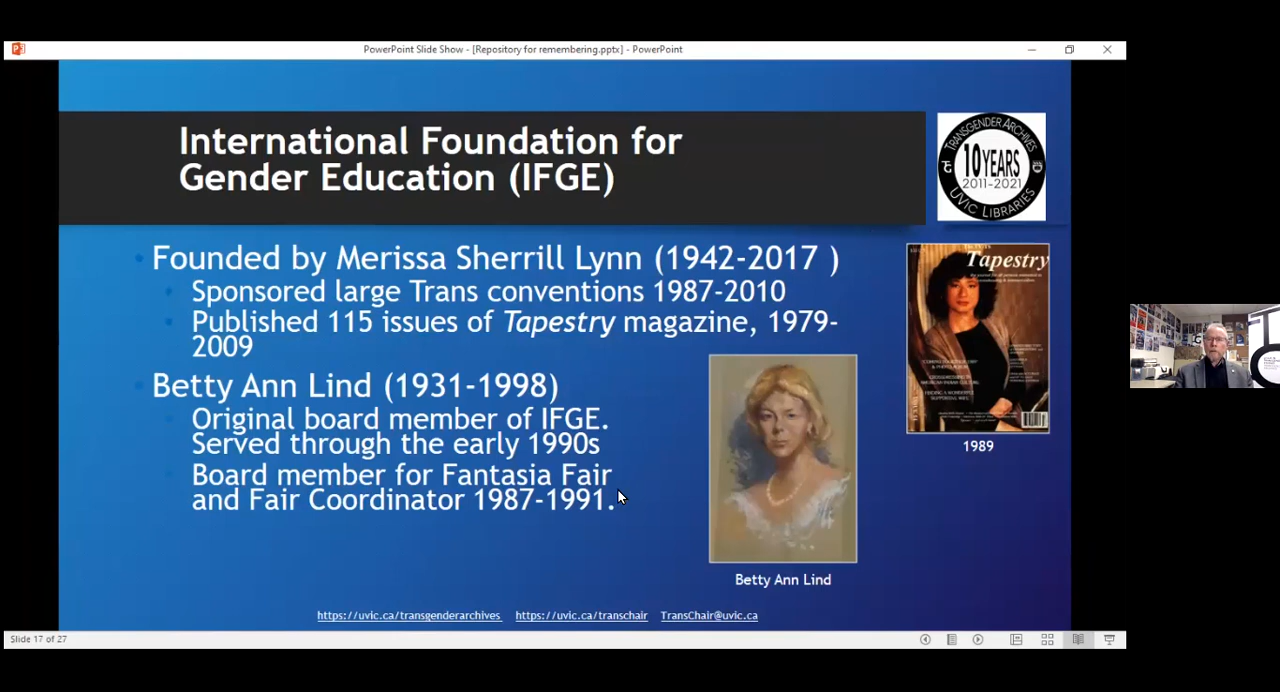 PowerPoint Slide Show - [Repository for remembering.pptx] - PowerPoint
International Foundation for
Gender Education (IFGE)
TRANSGENDER ARCHIVES
10 YEARS
2011-2021
UVIC LIBRARIES
Founded by Merissa Sherrill Lynn (1942-2017 )
Sponsored large Trans conventions 1987-2010
Published 115 issues of Tapestry magazine, 1979-
2009
Betty Ann Lind (1931-1998)
Original board member of IFGE.
Served through the early 1990s
Board member for Fantasia Fair
and Fair Coordinator 1987-1991.
Tapestry
1989
Betty Ann Lind
https://uvic.ca/transgenderarchives https://uvic.ca/transchair TransChair@uvic.ca
Slide 17 of 27